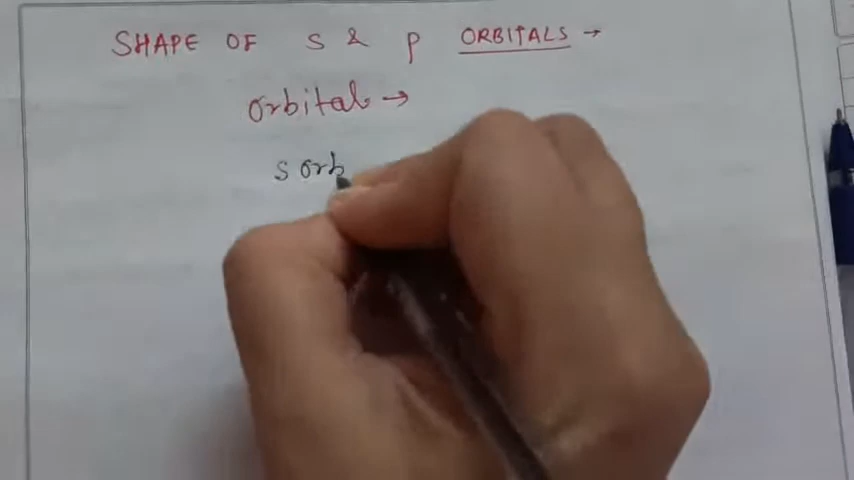 SHAPE OF S & P ORBITALS →
Orbital →
s orb